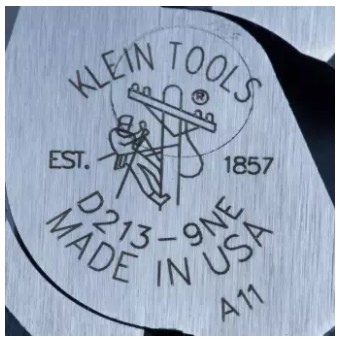 KLEIN TOOLS
®
EST. 1857
D213-9NE
MADE IN USA
A11